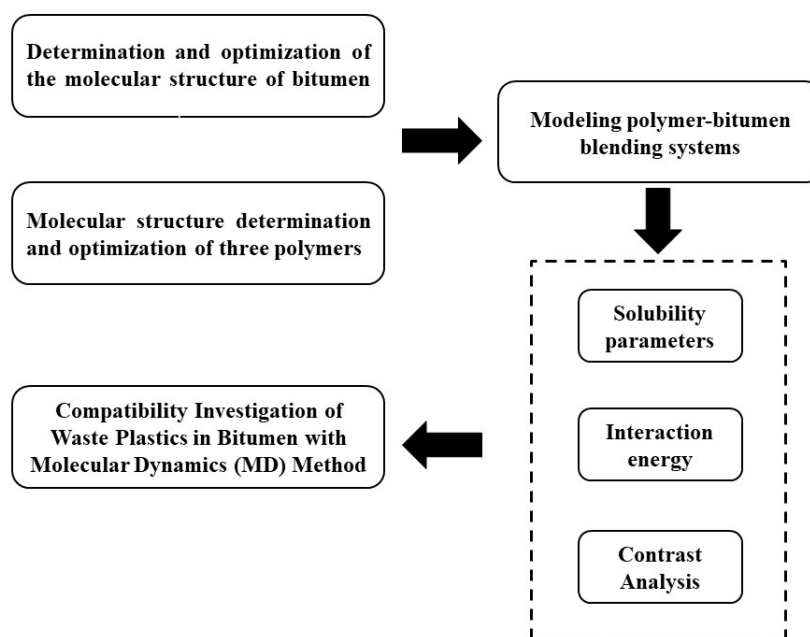 Determination and optimization of
the molecular structure of bitumen
Molecular structure determination
and optimization of three polymers
Modeling polymer-bitumen
blending systems
Solubility
parameters
Interaction
energy
Contrast
Analysis
Compatibility Investigation of
Waste Plastics in Bitumen with
Molecular Dynamics (MD) Method